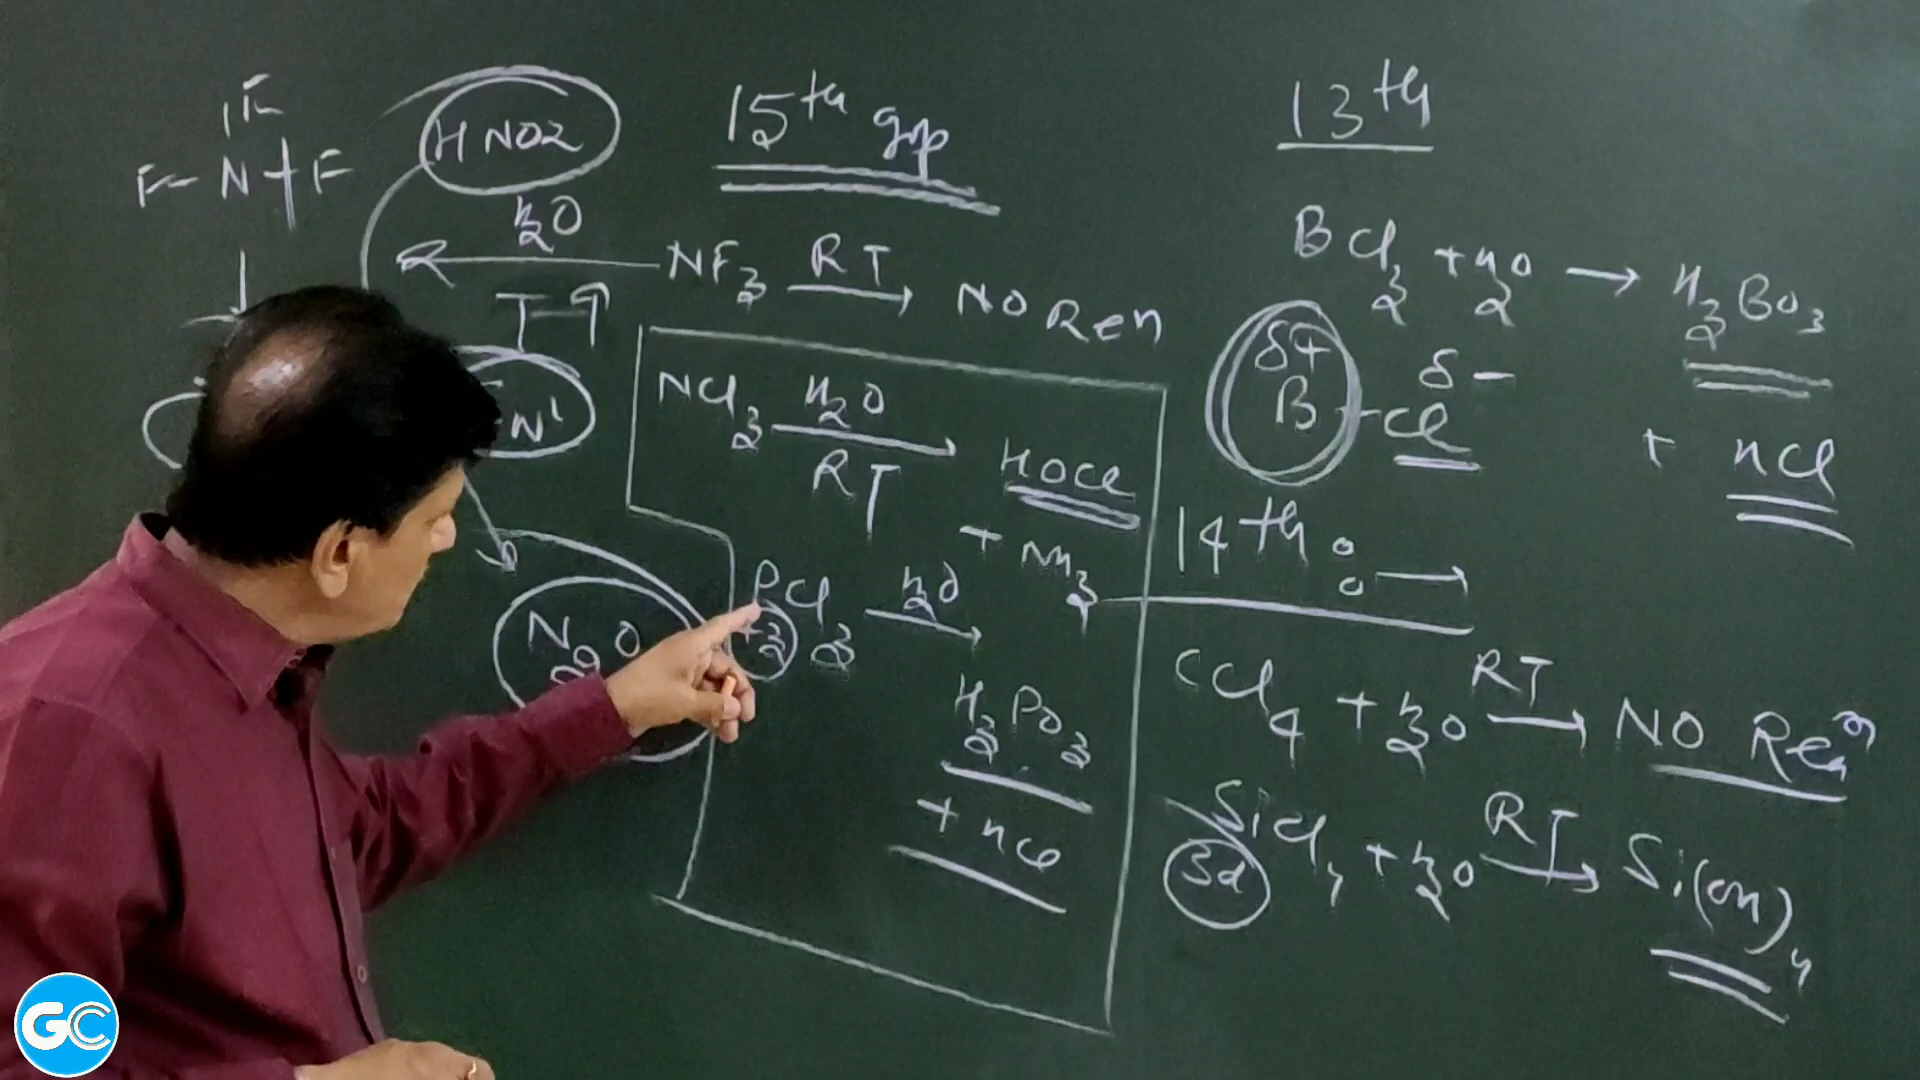 F
F - N + F
HNO2
15th grp
H2O
NF3 RT NO Ren
T ↑
NCl3 H2O HOCl
RT
+ NH3
PCl3 H2O
+3
H3PO3
+ HCl
N2O
13th
BCl3 + H2O → H3BO3
δ+ δ-
B - Cl
+ HCl
14th : →
CCl4 + H2O RT NO Rean
SiCl4 + H2O RT Si(OH)4
3d
GC